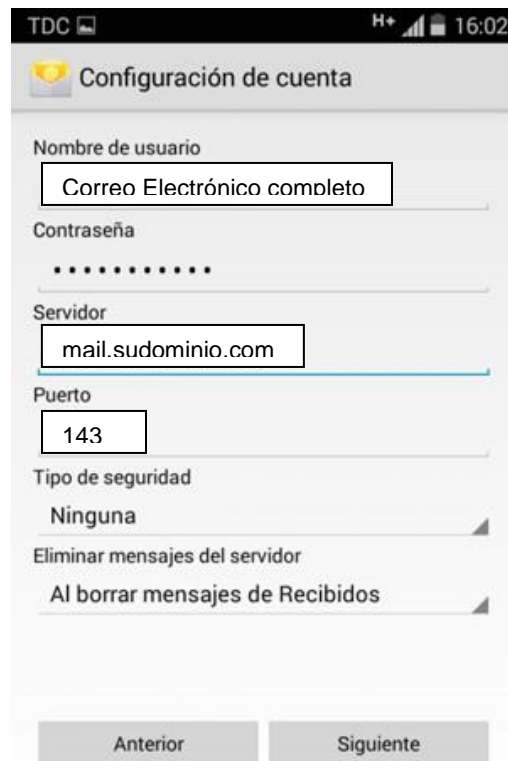 TDC H+ 16:02
Configuración de cuenta
Nombre de usuario
Correo Electrónico completo
Contraseña
•••••••••••
Servidor
mail.sudominio.com
Puerto
143
Tipo de seguridad
Ninguna
Eliminar mensajes del servidor
Al borrar mensajes de Recibidos
Anterior Siguiente